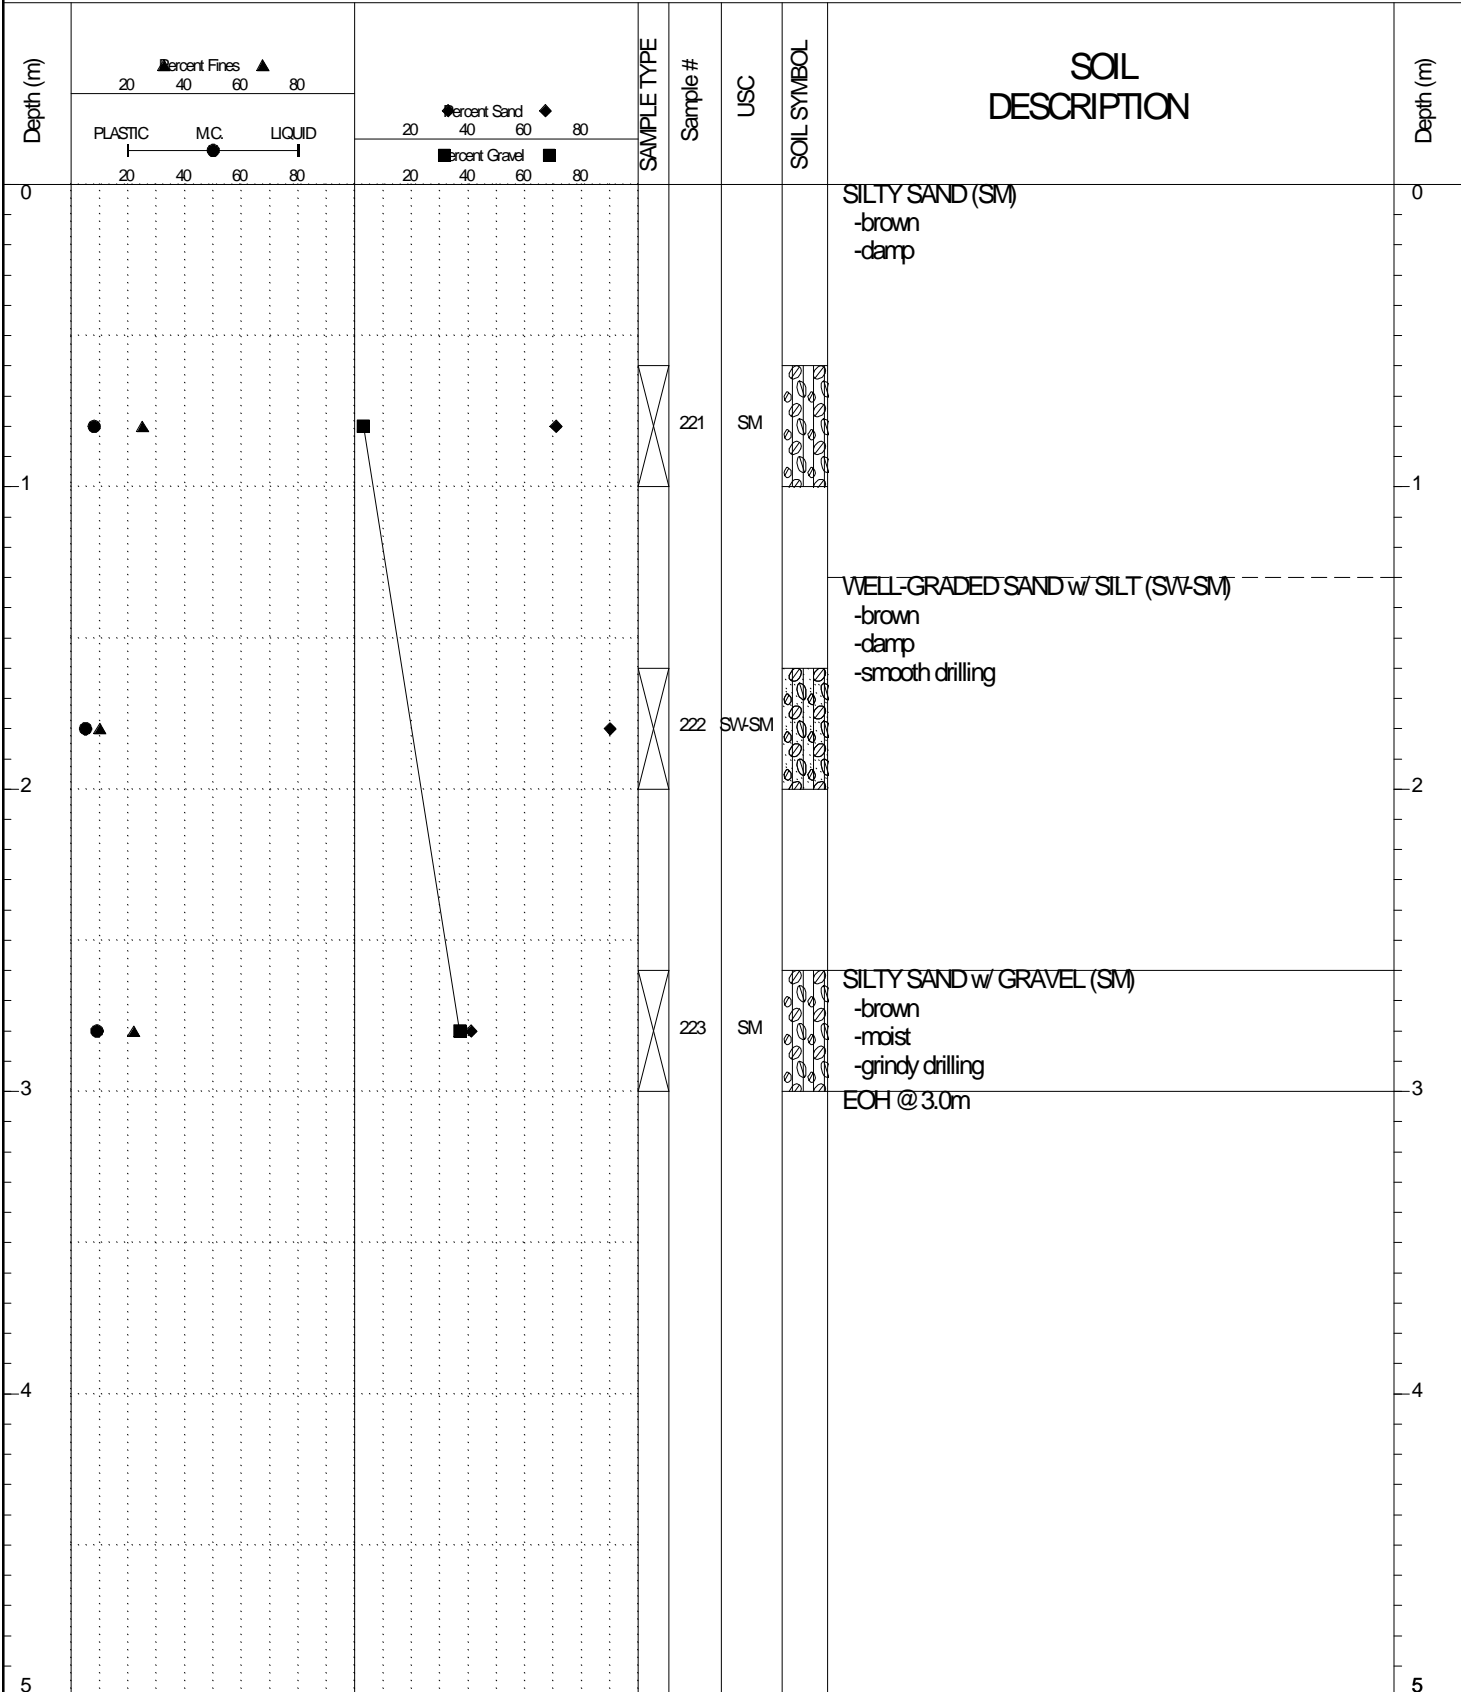 Depth (m)
Percent Fines
20 40 60 80
PLASTIC M.C. LIQUID
20 40 60 80
Percent Sand
20 40 60 80
Percent Gravel
20 40 60 80
SAMPLE TYPE
Sample #
USC
SOIL SYMBOL
SOIL
DESCRIPTION
Depth (m)
0
SILTY SAND (SM)
0
-brown
-damp
221 SM
1
1
WELL-GRADED SAND w/ SILT (SW-SM)
-brown
-damp
-smooth drilling
222 SW-SM
2
2
SILTY SAND w/ GRAVEL (SM)
-brown
223 SM
-moist
-grindy drilling
3
EOH @ 3.0m
3
4
4
5
5